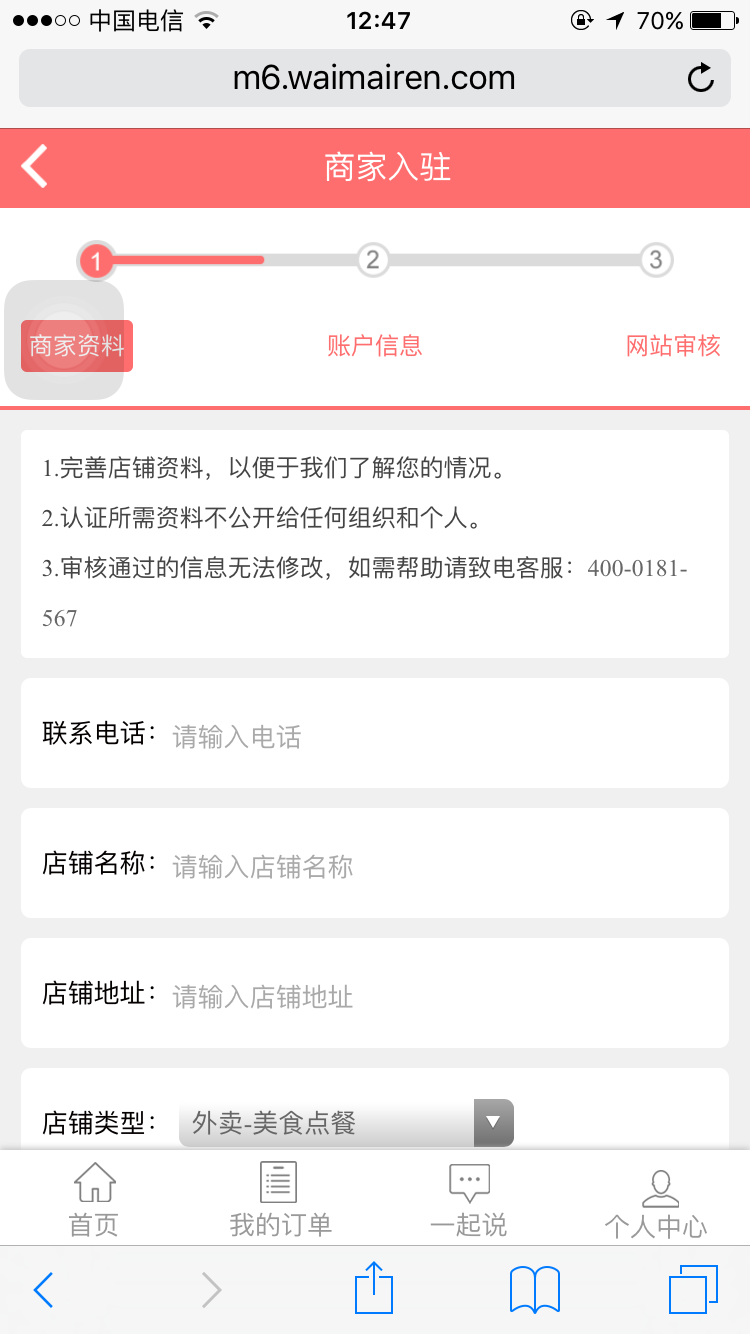 中国电信 12:47 70%
m6.waimairen.com
商家入驻
1 2 3
商家资料 账户信息 网站审核
1.完善店铺资料，以便于我们了解您的情况。
2.认证所需资料不公开给任何组织和个人。
3.审核通过的信息无法修改，如需帮助请致电客服：400-0181-
567
联系电话： 请输入电话
店铺名称： 请输入店铺名称
店铺地址： 请输入店铺地址
店铺类型： 外卖-美食点餐
首页 我的订单 一起说 个人中心